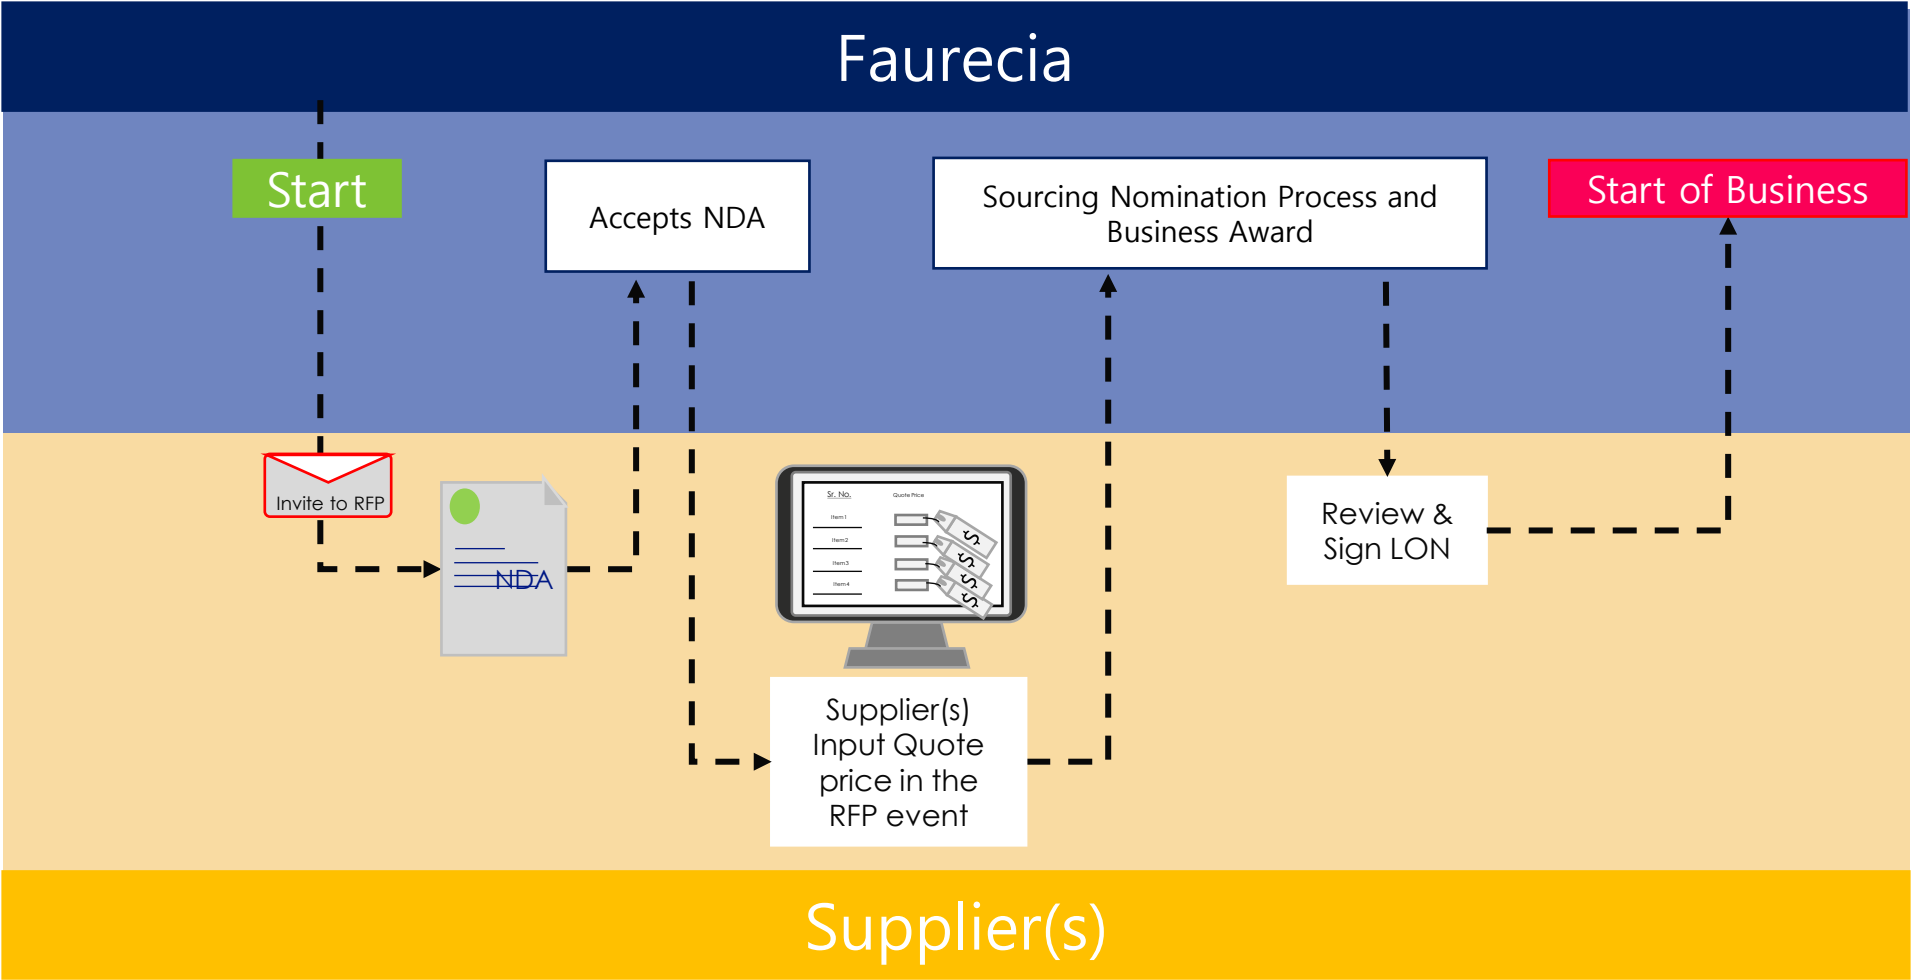 Faurecia
Start
Accepts NDA
Sourcing Nomination Process and
Business Award
Start of Business
Invite to RFP
NDA
Sr. No.
Quote Price
Item1
Item2
Item3
Item4
$
$
$
$
Review &
Sign LON
Supplier(s)
Input Quote
price in the
RFP event
Supplier(s)